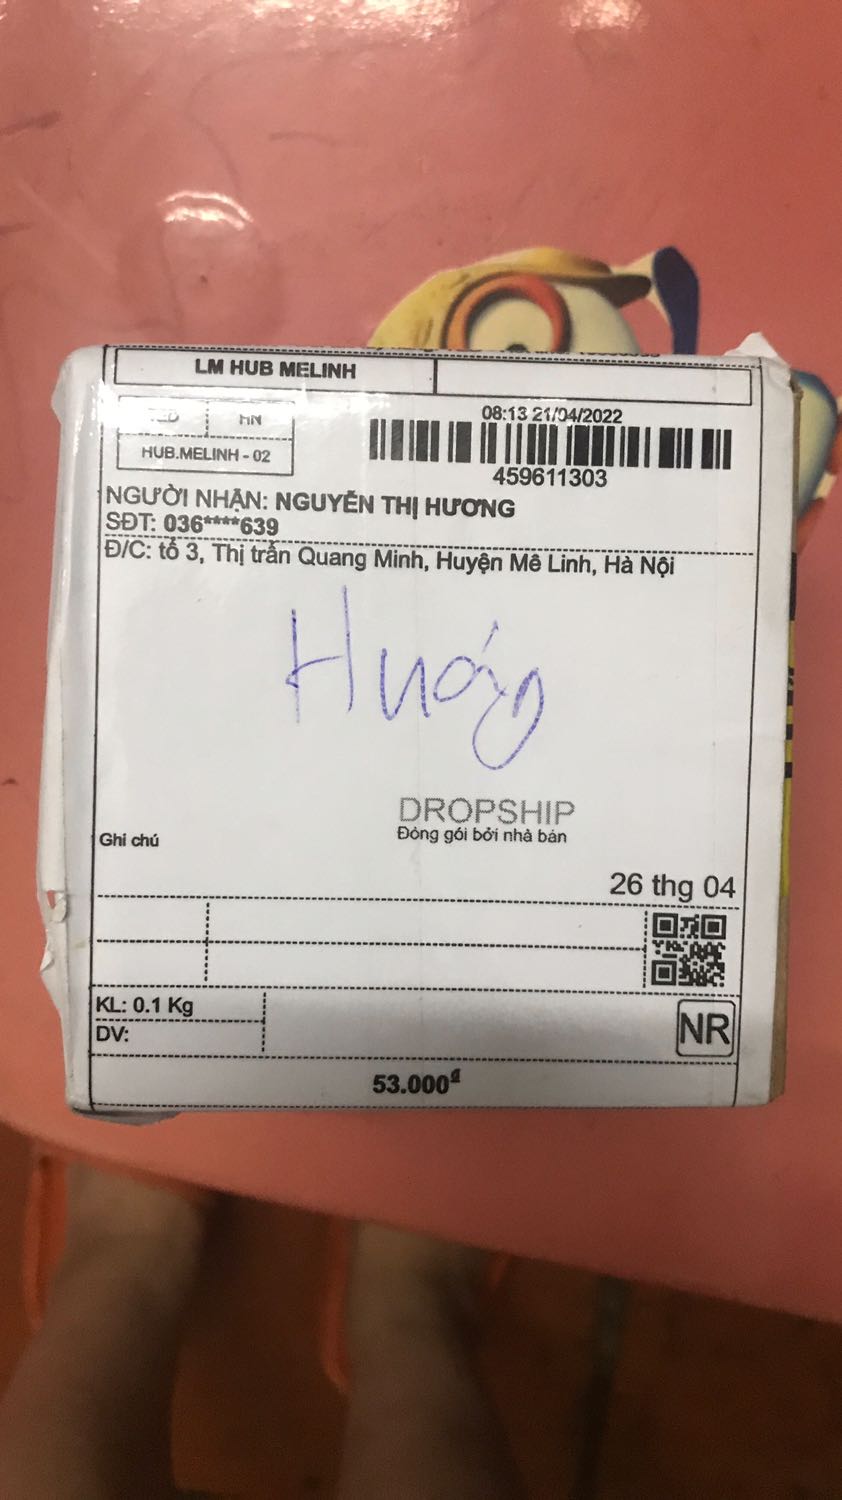 LM HUB MELINH
HN
HUB.MELINH - 02
08:13 21/04/2022
459611303
NGƯỜI NHẬN: NGUYỄN THỊ HƯƠNG
SĐT: 036****639
Đ/C: tổ 3, Thị trấn Quang Minh, Huyện Mê Linh, Hà Nội
DROPSHIP
Đóng gói bởi nhà bán
Ghi chú
26 thg 04
KL: 0.1 Kg
DV:
NR
53.000đ